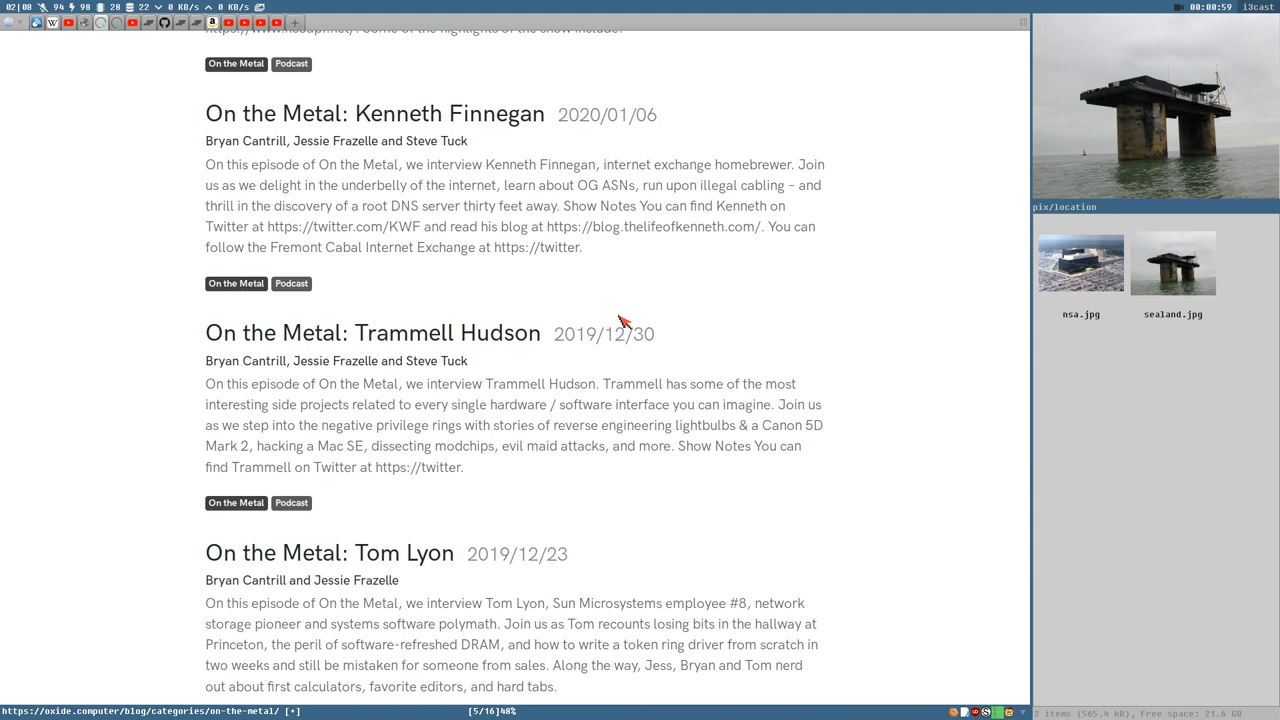 02|08 94 98 28 22 0 KB/s 0 KB/s
00:00:59 i3cast
On the Metal Podcast
On the Metal: Kenneth Finnegan 2020/01/06
Bryan Cantrill, Jessie Frazelle and Steve Tuck
On this episode of On the Metal, we interview Kenneth Finnegan, internet exchange homebrewer. Join
us as we delight in the underbelly of the internet, learn about OG ASNs, run upon illegal cabling – and
thrill in the discovery of a root DNS server thirty feet away. Show Notes You can find Kenneth on
Twitter at https://twitter.com/KWF and read his blog at https://blog.thelifeofkenneth.com/. You can
follow the Fremont Cabal Internet Exchange at https://twitter.
On the Metal Podcast
On the Metal: Trammell Hudson 2019/12/30
Bryan Cantrill, Jessie Frazelle and Steve Tuck
On this episode of On the Metal, we interview Trammell Hudson. Trammell has some of the most
interesting side projects related to every single hardware / software interface you can imagine. Join us
as we step into the negative privilege rings with stories of reverse engineering lightbulbs & a Canon 5D
Mark 2, hacking a Mac SE, dissecting modchips, evil maid attacks, and more. Show Notes You can
find Trammell on Twitter at https://twitter.
On the Metal Podcast
On the Metal: Tom Lyon 2019/12/23
Bryan Cantrill and Jessie Frazelle
On this episode of On the Metal, we interview Tom Lyon, Sun Microsystems employee #8, network
storage pioneer and systems software polymath. Join us as Tom recounts losing bits in the hallway at
Princeton, the peril of software-refreshed DRAM, and how to write a token ring driver from scratch in
two weeks and still be mistaken for someone from sales. Along the way, Jess, Bryan and Tom nerd
out about first calculators, favorite editors, and hard tabs.
https://oxide.computer/blog/categories/on-the-metal/ [+] [5/16]48%
pix/location
nsa.jpg sealand.jpg
2 items (565.4 kB), Free space: 21.6 GB